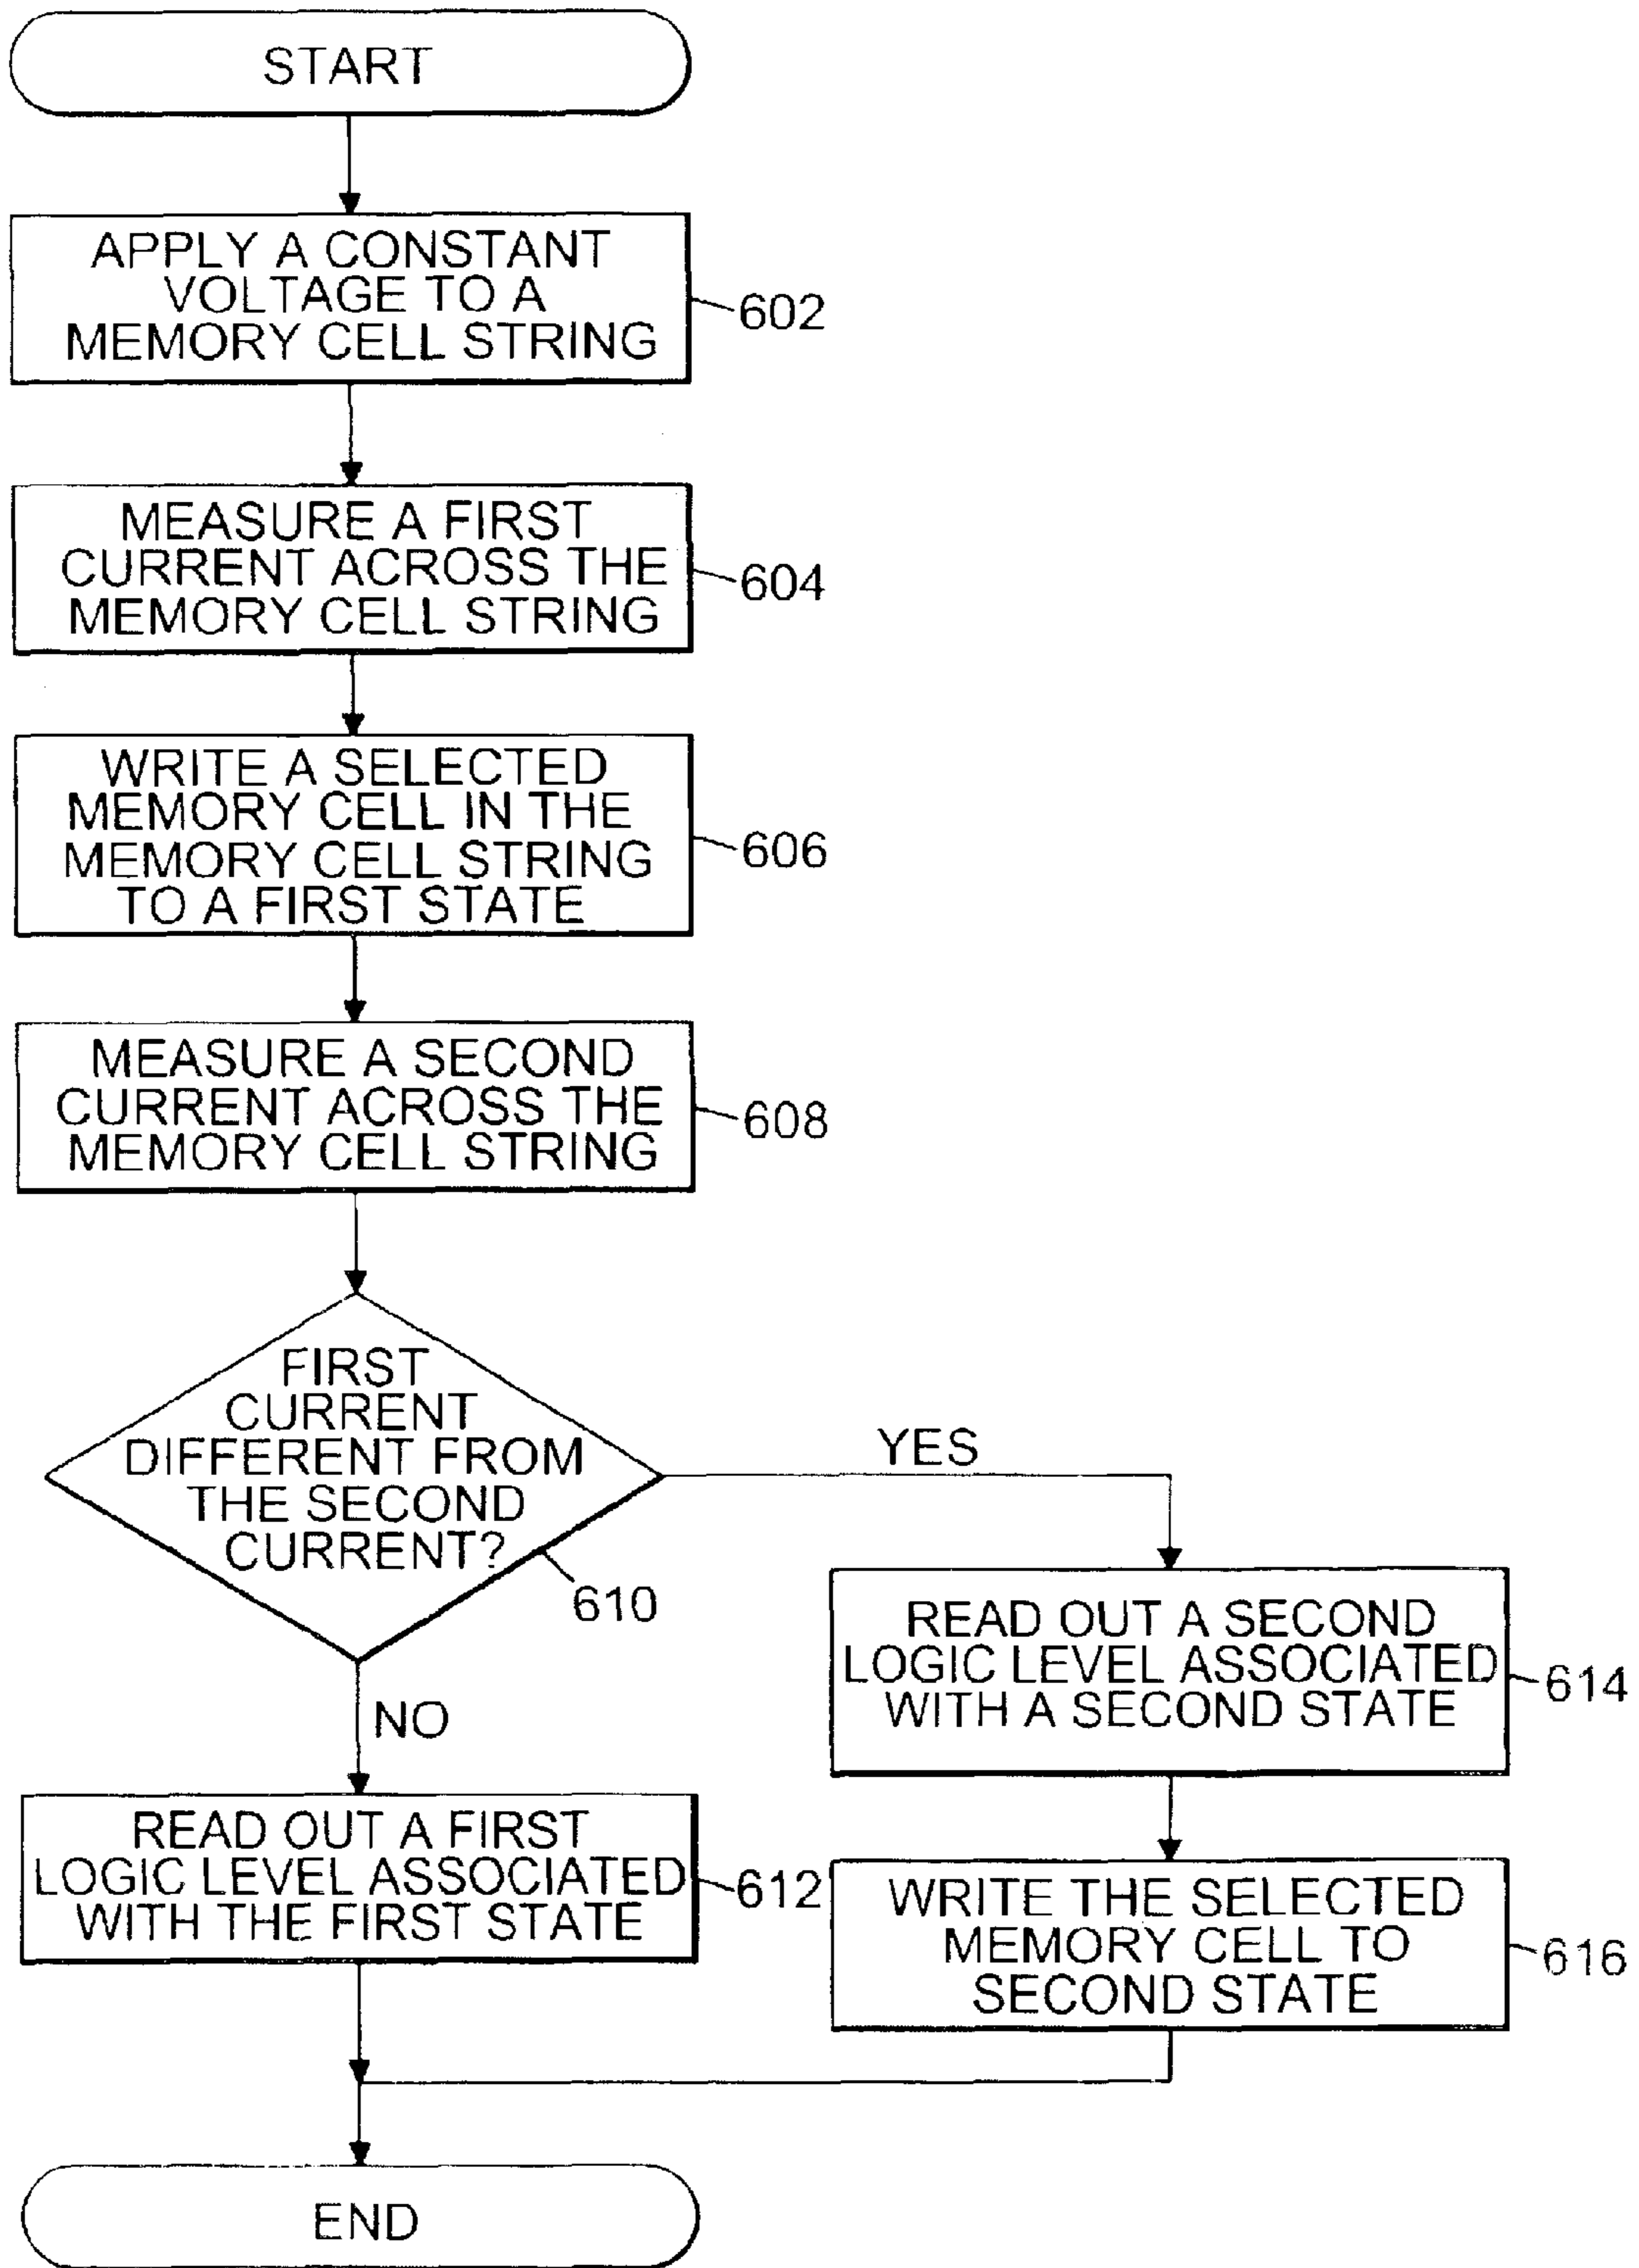 START
APPLY A CONSTANT
VOLTAGE TO A
MEMORY CELL STRING
602
MEASURE A FIRST
CURRENT ACROSS THE
MEMORY CELL STRING
604
WRITE A SELECTED
MEMORY CELL IN THE
MEMORY CELL STRING
TO A FIRST STATE
606
MEASURE A SECOND
CURRENT ACROSS THE
MEMORY CELL STRING
608
FIRST
CURRENT
DIFFERENT FROM
THE SECOND
CURRENT?
610
YES
NO
READ OUT A SECOND
LOGIC LEVEL ASSOCIATED
WITH A SECOND STATE
614
READ OUT A FIRST
LOGIC LEVEL ASSOCIATED
WITH THE FIRST STATE
612
WRITE THE SELECTED
MEMORY CELL TO
SECOND STATE
616
END